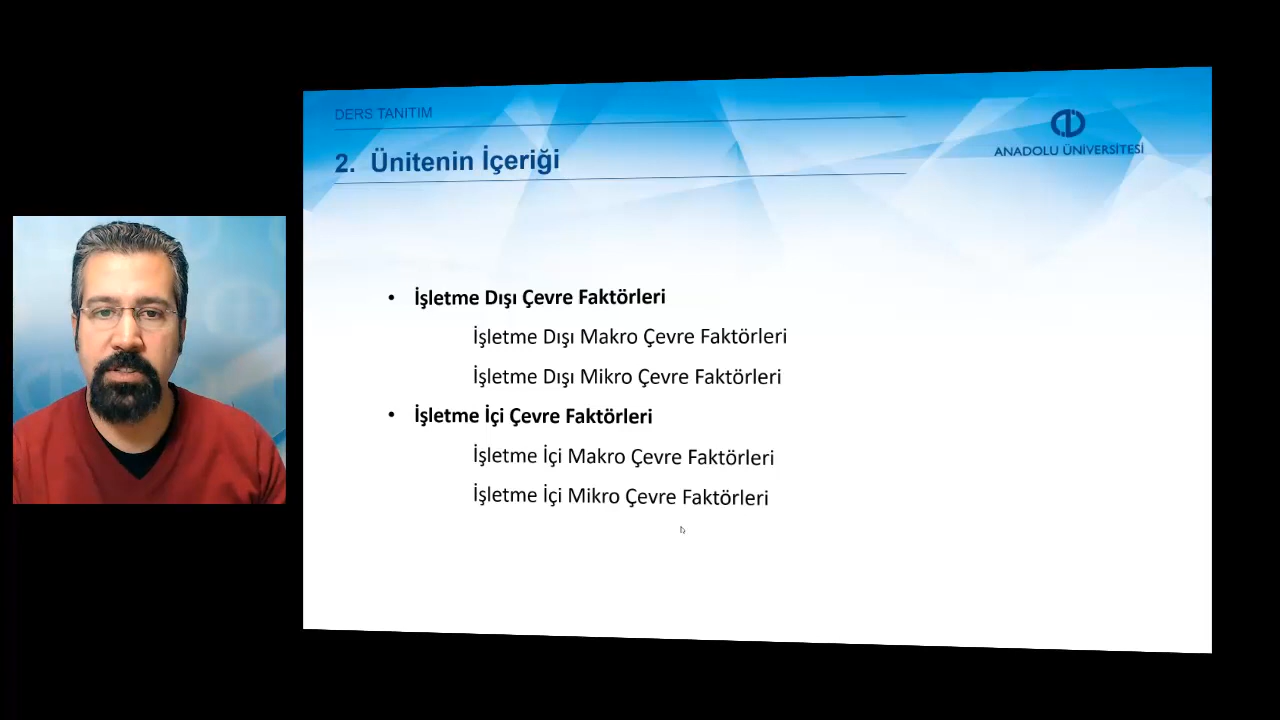 DERS TANITIM
2. Ünitenin İçeriği
ANADOLU ÜNİVERSİTESİ
• İşletme Dışı Çevre Faktörleri
İşletme Dışı Makro Çevre Faktörleri
İşletme Dışı Mikro Çevre Faktörleri
• İşletme İçi Çevre Faktörleri
İşletme İçi Makro Çevre Faktörleri
İşletme İçi Mikro Çevre Faktörleri